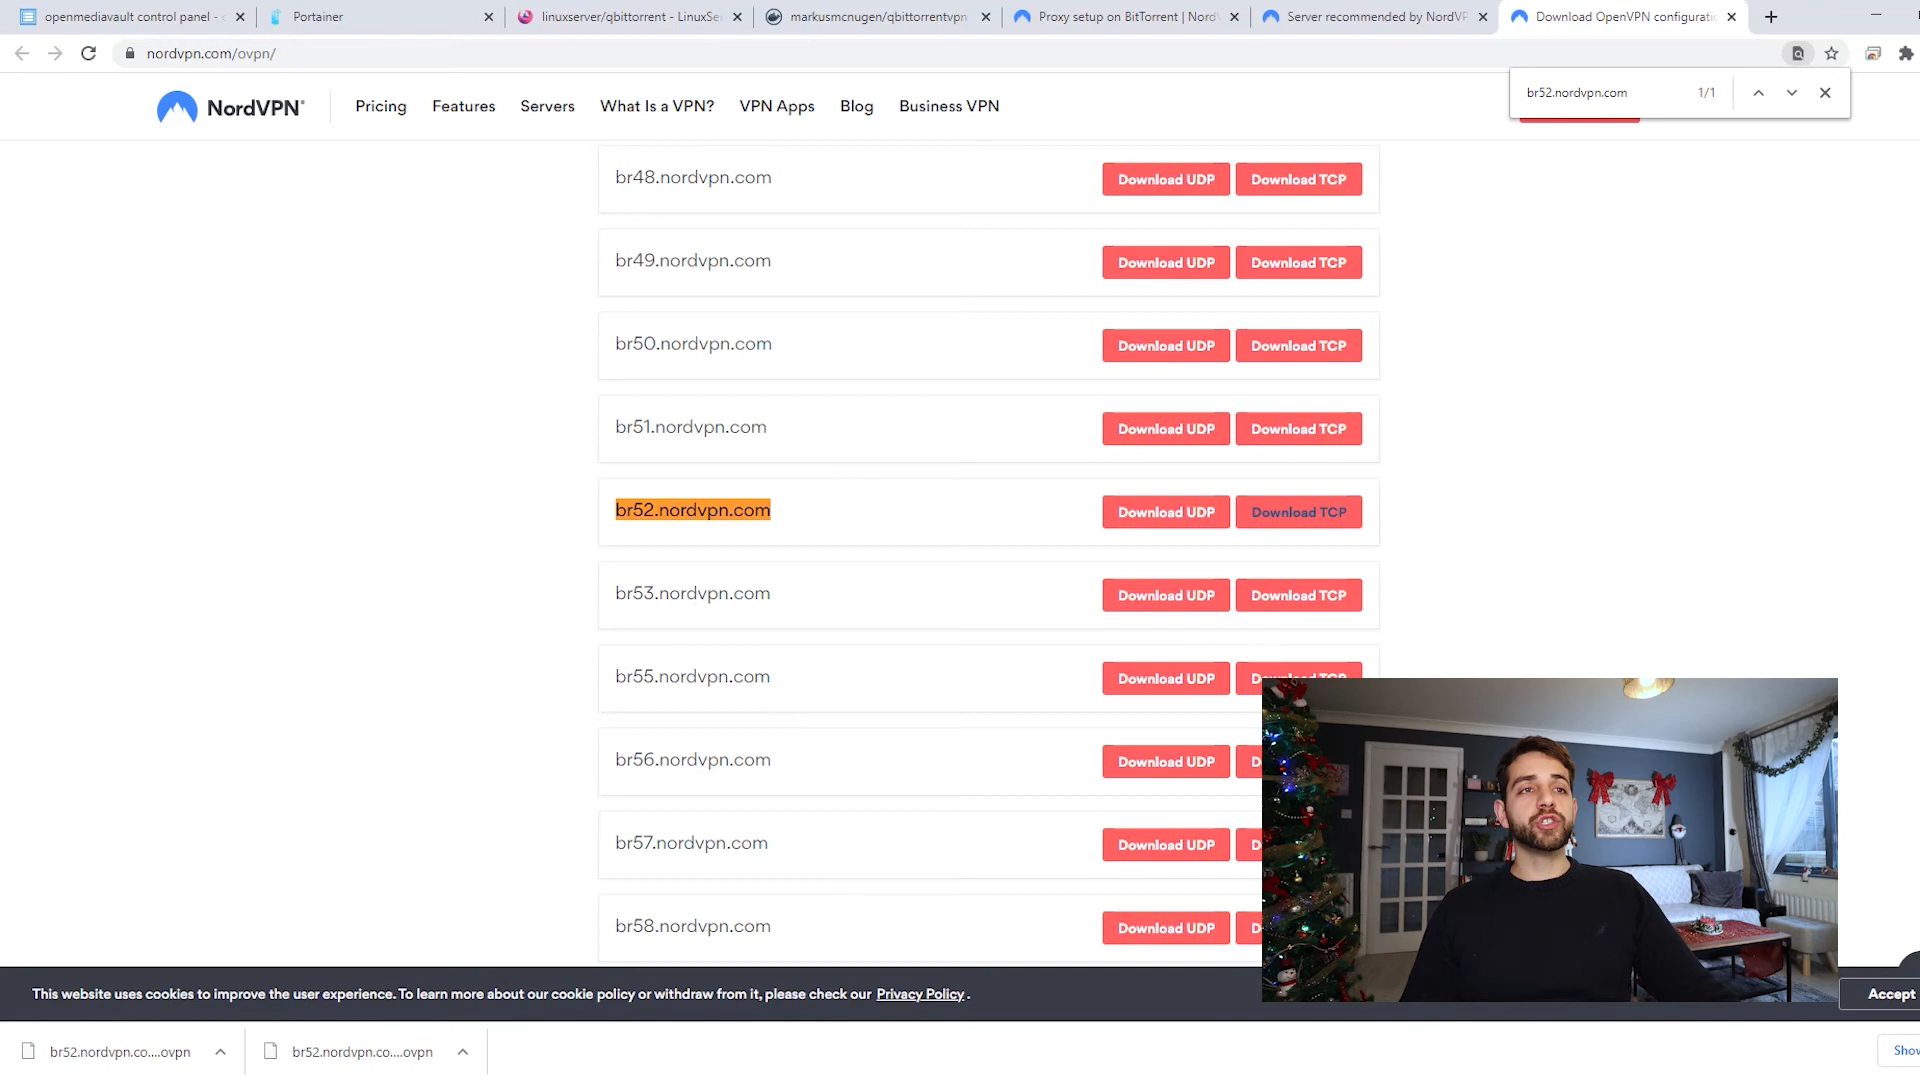 openmediavault control panel - 
Portainer
linuxserver/qbittorrent - LinuxSe
markusmcnugen/qbittorrentvpn
Proxy setup on BitTorrent | Nord
Server recommended by NordVP
Download OpenVPN configurati
nordvpn.com/ovpn/
br52.nordvpn.com
1/1
NordVPN®
Pricing
Features
Servers
What Is a VPN?
VPN Apps
Blog
Business VPN
br48.nordvpn.com
Download UDP
Download TCP
br49.nordvpn.com
Download UDP
Download TCP
br50.nordvpn.com
Download UDP
Download TCP
br51.nordvpn.com
Download UDP
Download TCP
br52.nordvpn.com
Download UDP
Download TCP
br53.nordvpn.com
Download UDP
Download TCP
br55.nordvpn.com
Download UDP
Download TCP
br56.nordvpn.com
Download UDP
D
br57.nordvpn.com
Download UDP
D
br58.nordvpn.com
Download UDP
D
This website uses cookies to improve the user experience. To learn more about our cookie policy or withdraw from it, please check our Privacy Policy .
Accept
br52.nordvpn.co....ovpn
br52.nordvpn.co....ovpn
Show